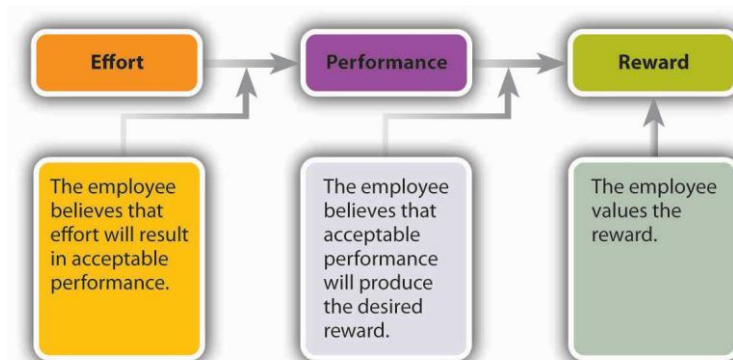 Effort
Performance
Reward
The employee
believes that
effort will result
in acceptable
performance.
The employee
believes that
acceptable
performance
will produce
the desired
reward.
The employee
values the
reward.